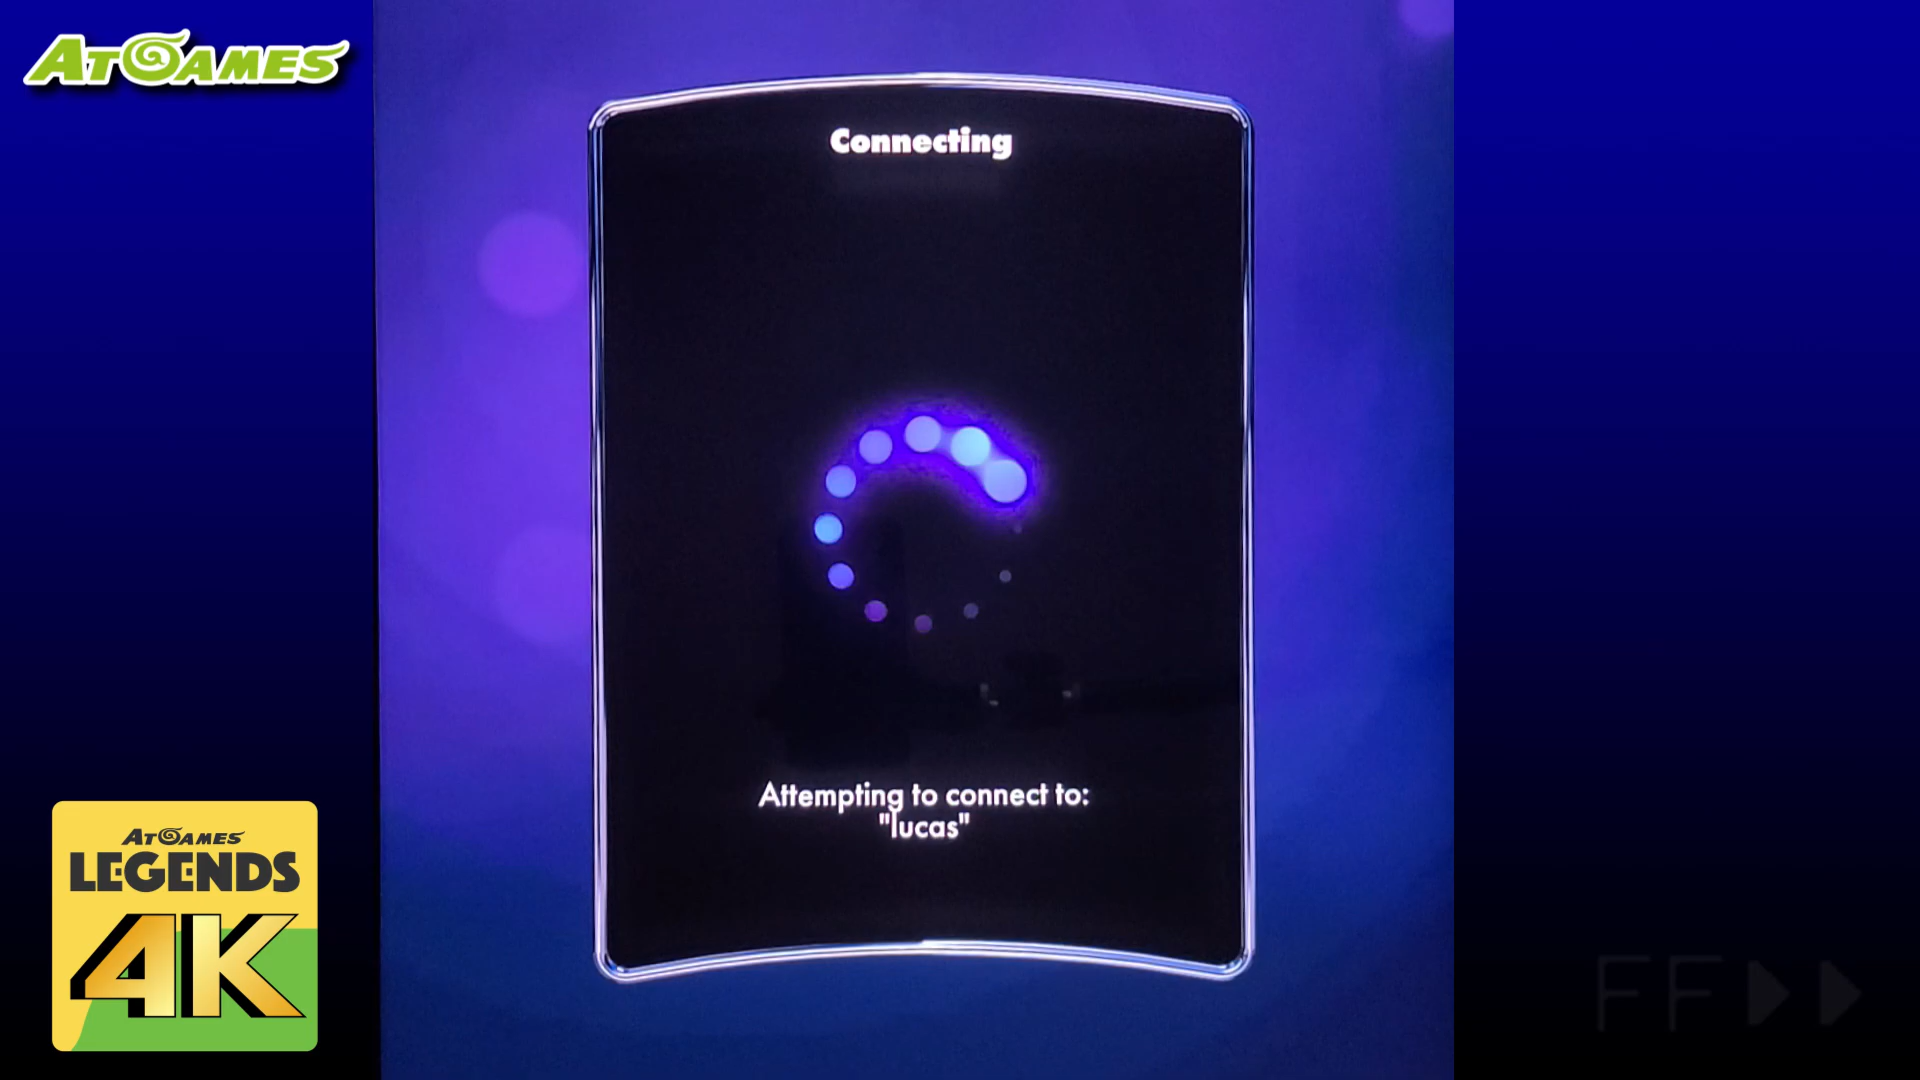 ATGAMES
Connecting
Attempting to connect to:
"lucas"
ATGAMES
LEGENDS
4K
FF